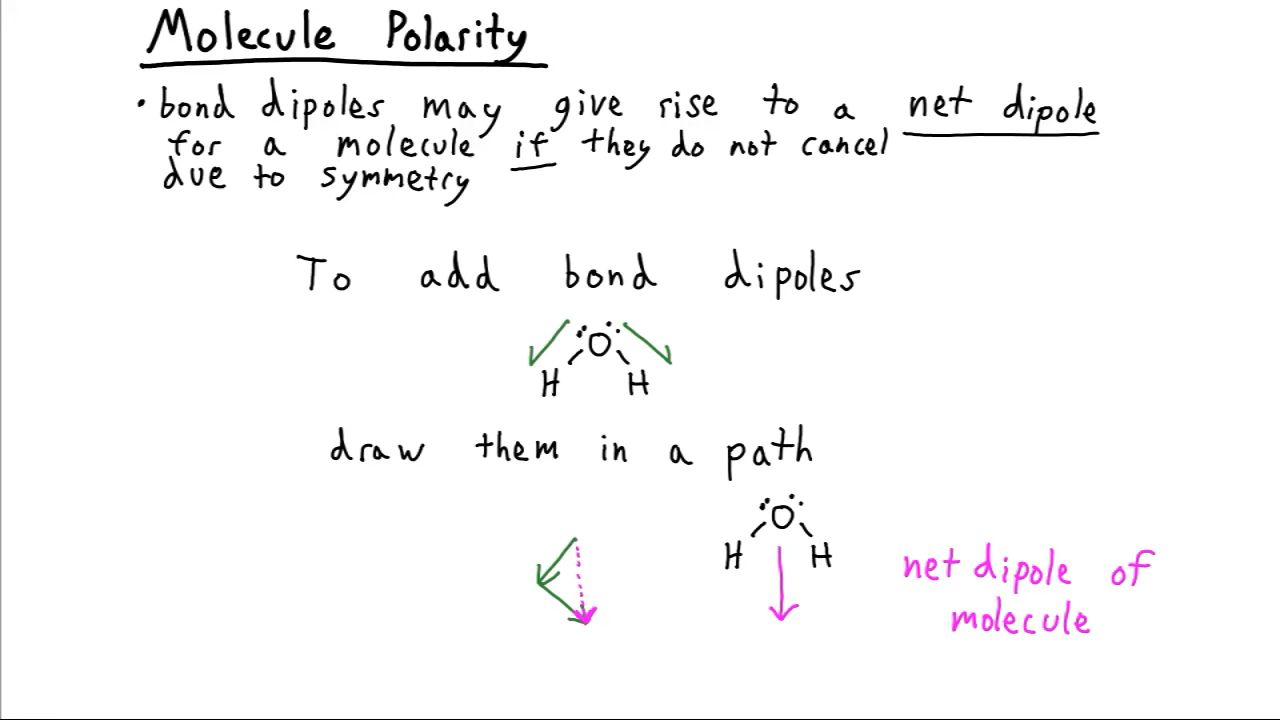 Molecule Polarity
• bond dipoles may give rise to a net dipole
for a molecule if they do not cancel
due to symmetry
To add bond dipoles
O
H H
draw them in a path
O
H H
net dipole of
molecule